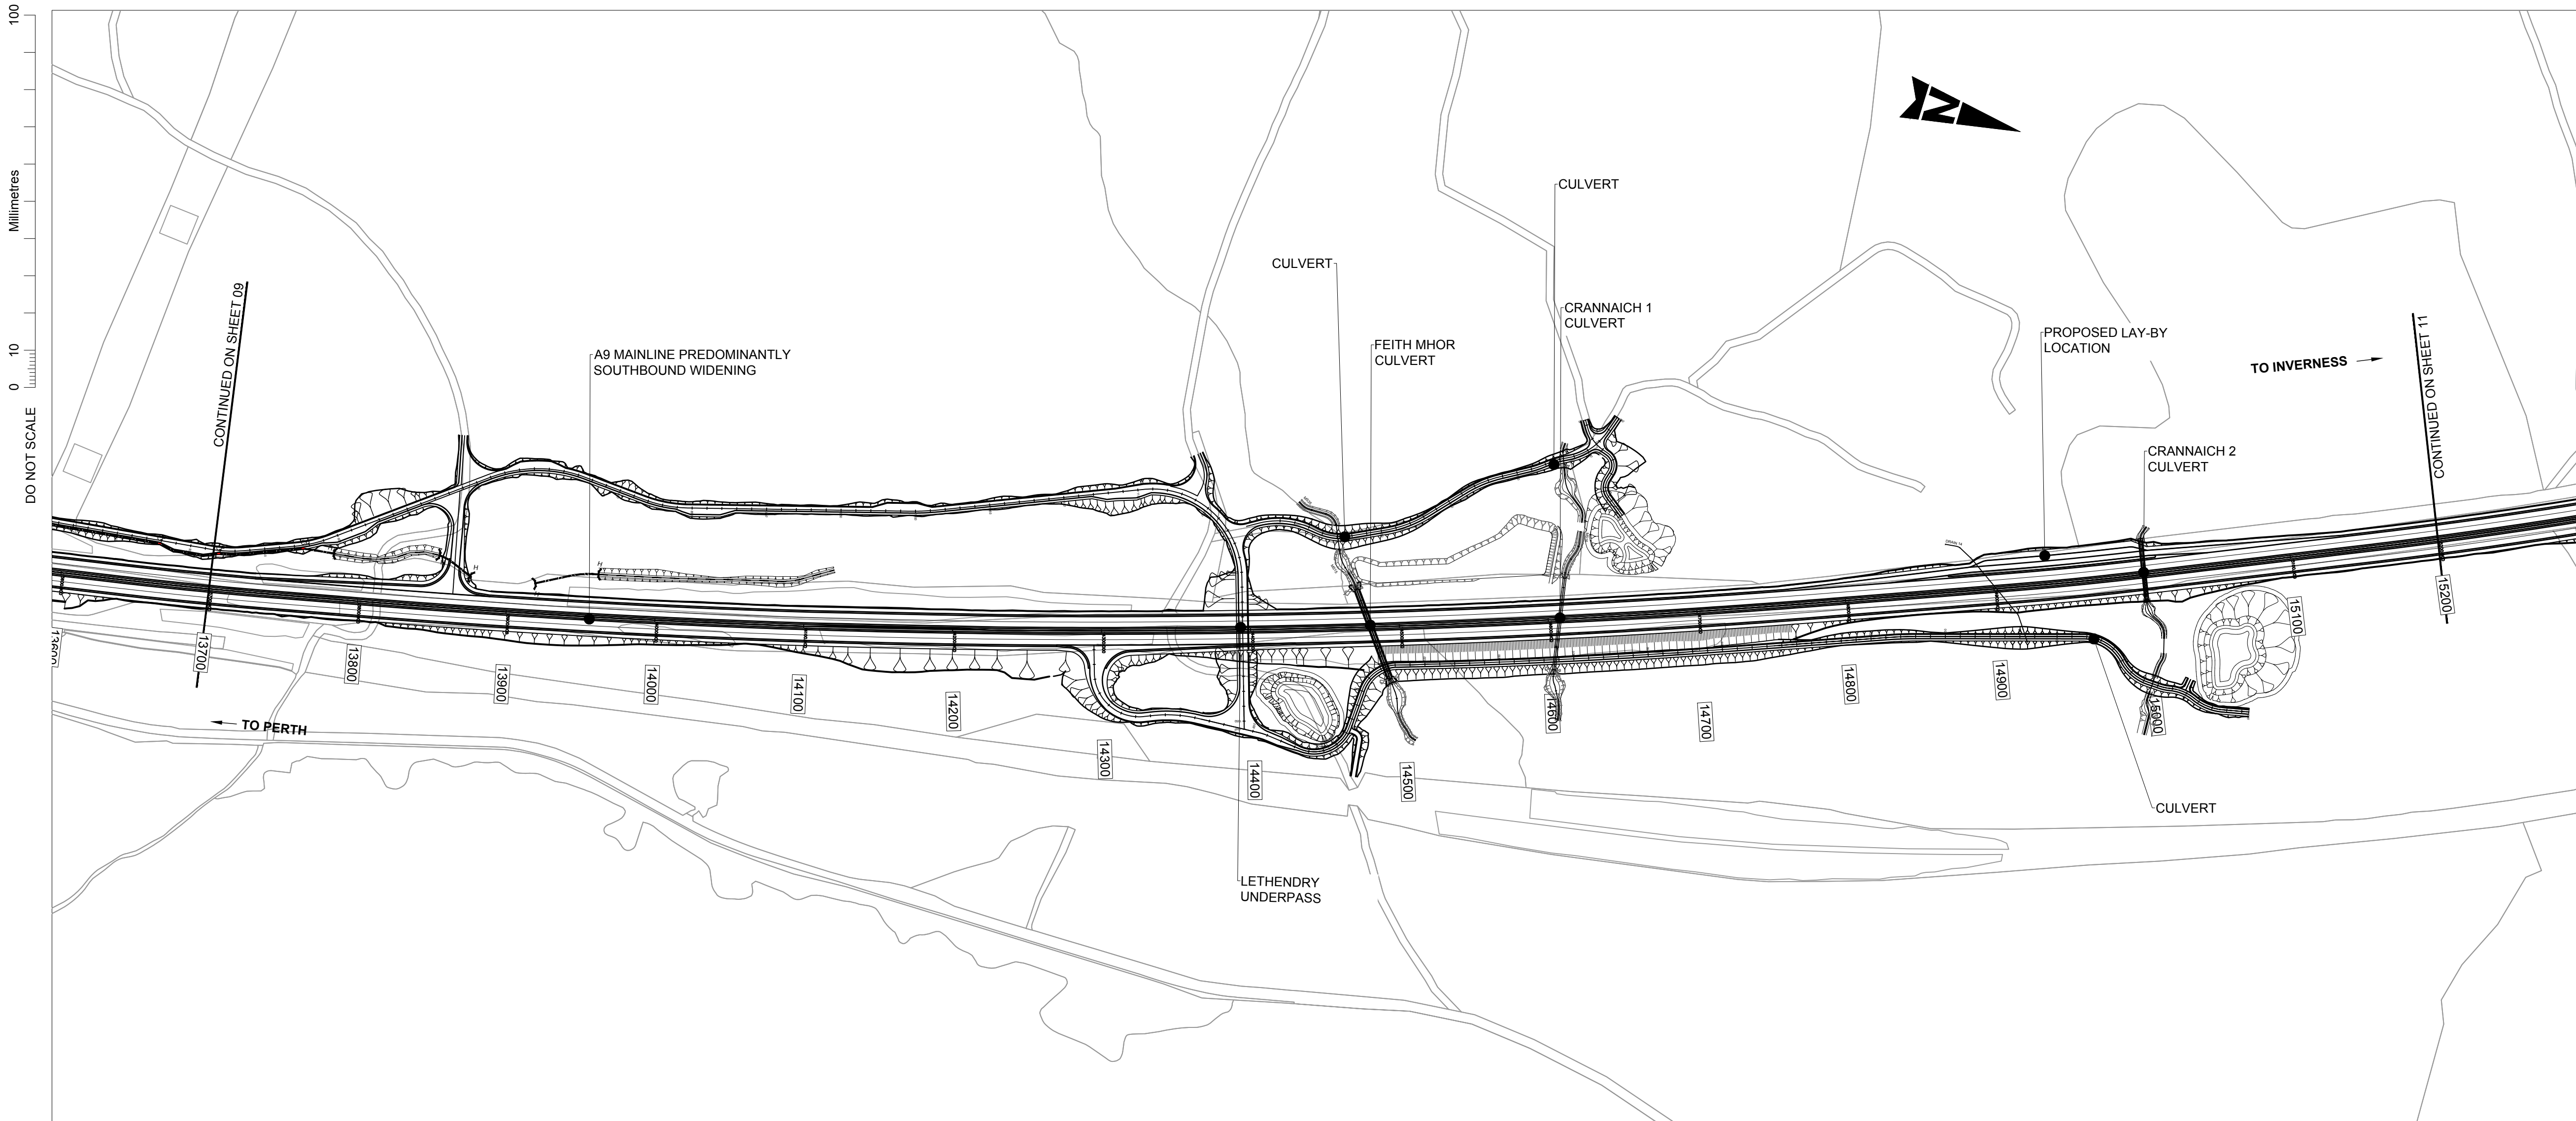 100
Millimetres
10
0
DO NOT SCALE
N
CULVERT
CULVERT
CRANNAICH 1
CULVERT
FEITH MHOR
CULVERT
A9 MAINLINE PREDOMINANTLY
SOUTHBOUND WIDENING
PROPOSED LAY-BY
LOCATION
TO INVERNESS
CONTINUED ON SHEET 09
CONTINUED ON SHEET 11
CRANNAICH 2
CULVERT
H
H
13600
13700
13800
13900
14000
14100
14200
14300
14400
14500
14600
14700
14800
14900
15000
15100
15200
TO PERTH
CULVERT
LETHENDRY
UNDERPASS